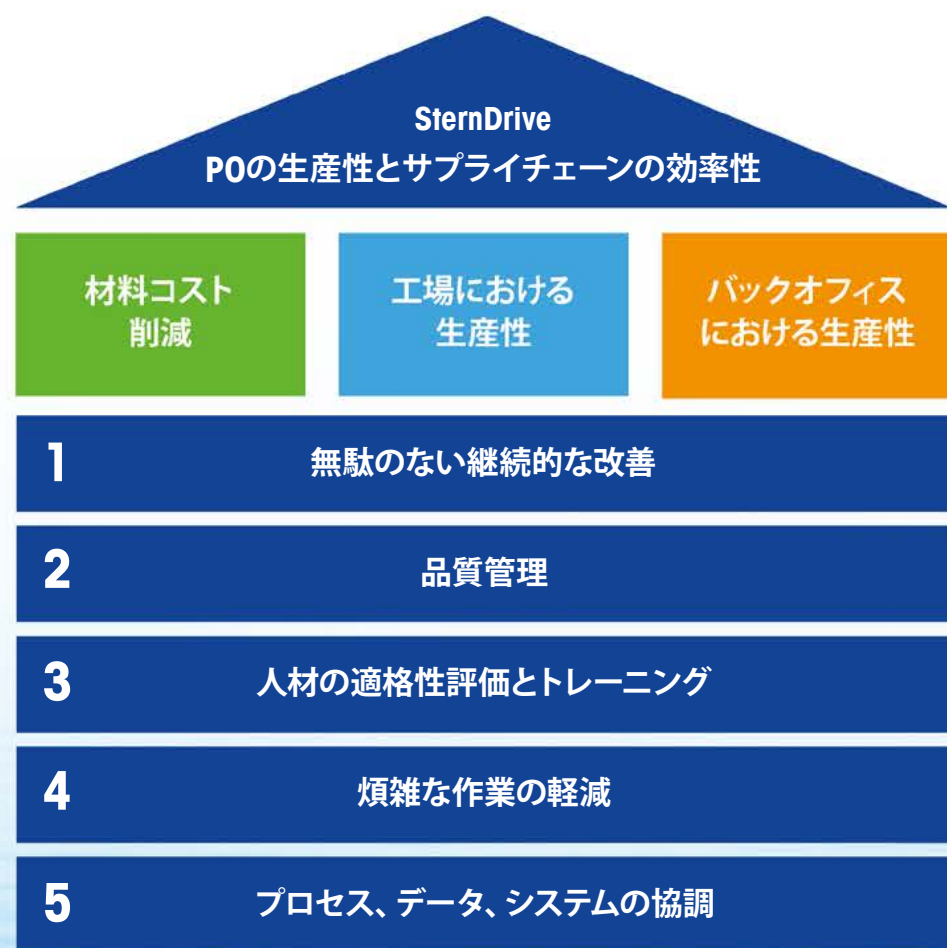 SternDrive
POの生産性とサプライチェーンの効率性
材料コスト
削減
工場における
生産性
バックオフィス
における生産性
1 無駄のない継続的な改善
2 品質管理
3 人材の適格性評価とトレーニング
4 煩雑な作業の軽減
5 プロセス、データ、システムの協調